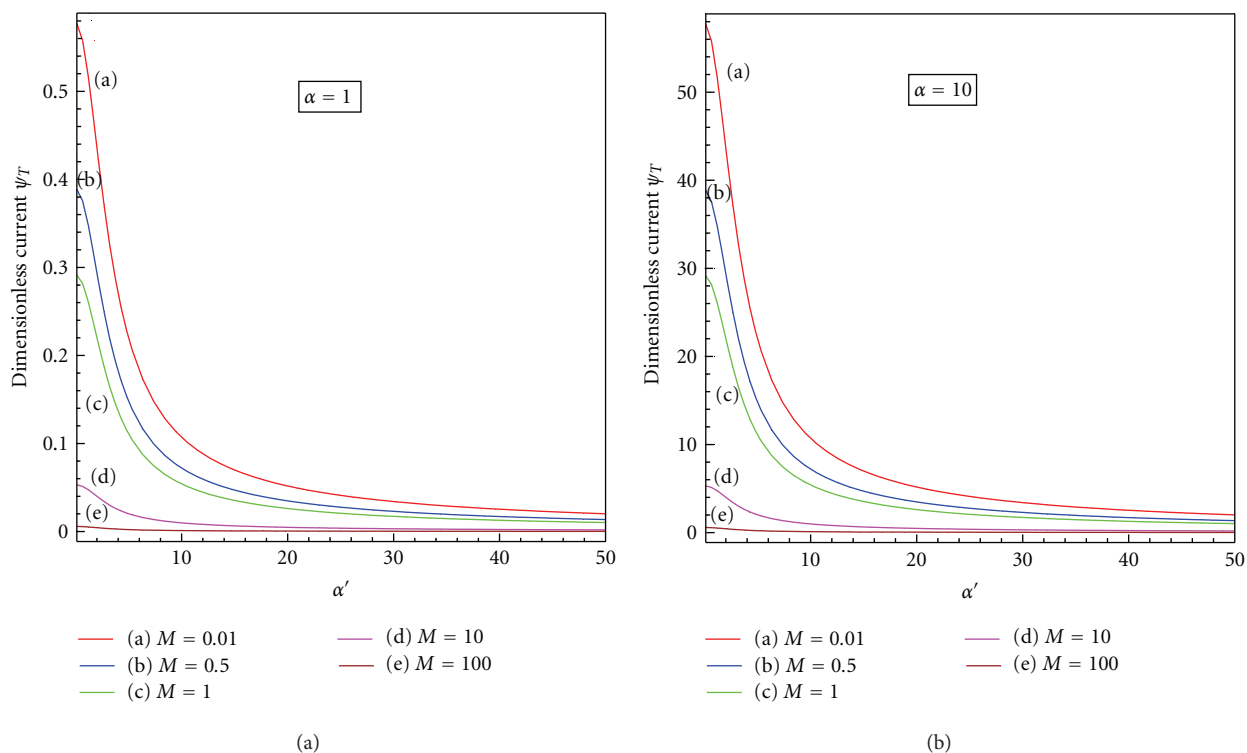 Dimensionless current ψT
0.5
0.4
0.3
0.2
0.1
0
(a)
(b)
(c)
(d)
(e)
α = 1
10
20
30
40
50
α′
(a) M = 0.01
(b) M = 0.5
(c) M = 1
(d) M = 10
(e) M = 100
(a)
Dimensionless current ψT
50
40
30
20
10
0
(a)
(b)
(c)
(d)
(e)
α = 10
10
20
30
40
50
α′
(a) M = 0.01
(b) M = 0.5
(c) M = 1
(d) M = 10
(e) M = 100
(b)